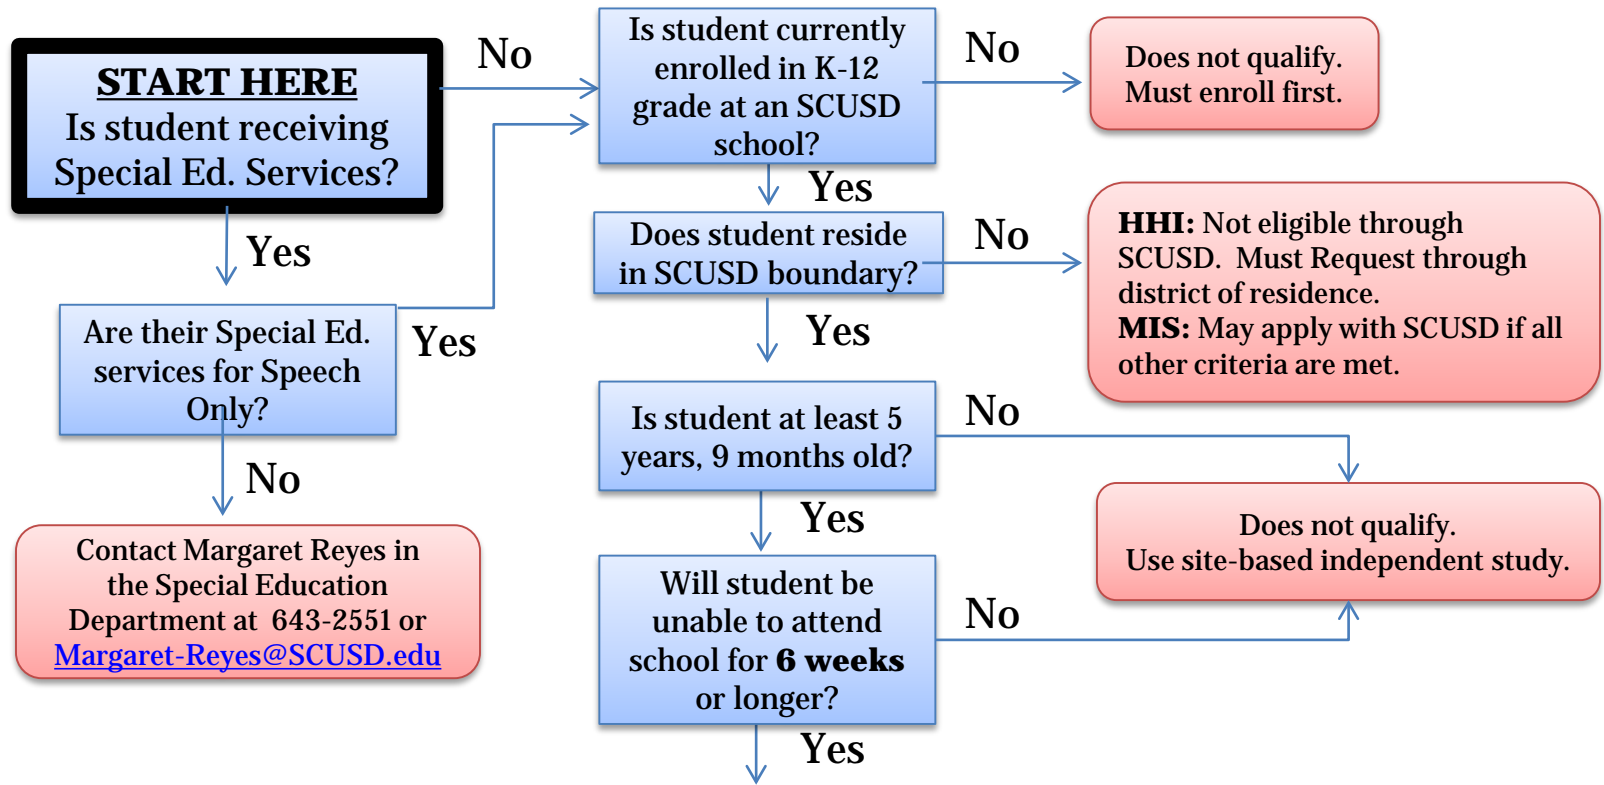 START HERE
Is student receiving
Special Ed. Services?
No
Yes
Are their Special Ed.
services for Speech
Only?
Yes
No
Contact Margaret Reyes in
the Special Education
Department at 643-2551 or
Margaret-Reyes@SCUSD.edu
Is student currently
enrolled in K-12
grade at an SCUSD
school?
No
Does not qualify.
Must enroll first.
Yes
Does student reside
in SCUSD boundary?
No
HHI: Not eligible through
SCUSD. Must Request through
district of residence.
MIS: May apply with SCUSD if all
other criteria are met.
Yes
Is student at least 5
years, 9 months old?
No
Yes
Does not qualify.
Use site-based independent study.
Will student be
unable to attend
school for 6 weeks
or longer?
No
Yes